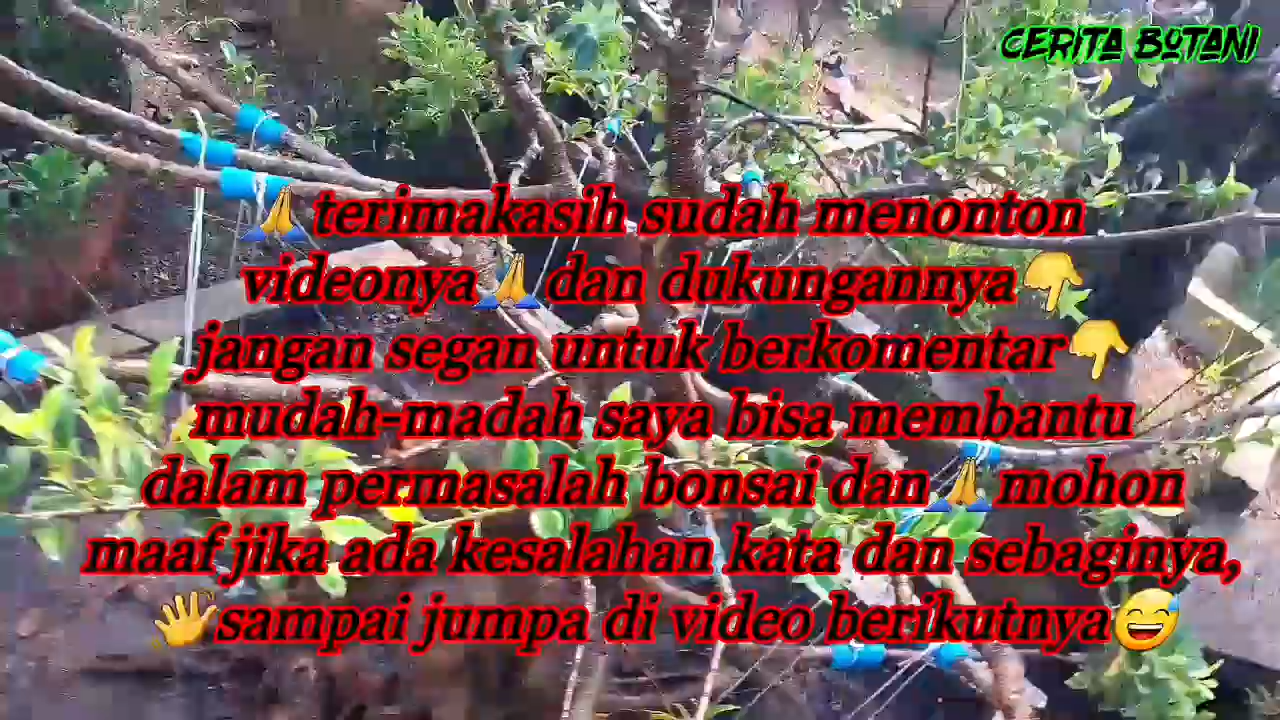 CERITA BOTANI
🙏terimakasih sudah menonton
videonya🙏dan dukungannya👇
jangan segan untuk berkomentar👇
mudah-madah saya bisa membantu
dalam permasalah bonsai dan🙏mohon
maaf jika ada kesalahan kata dan sebaginya,
👋sampai jumpa di video berikutnya😅